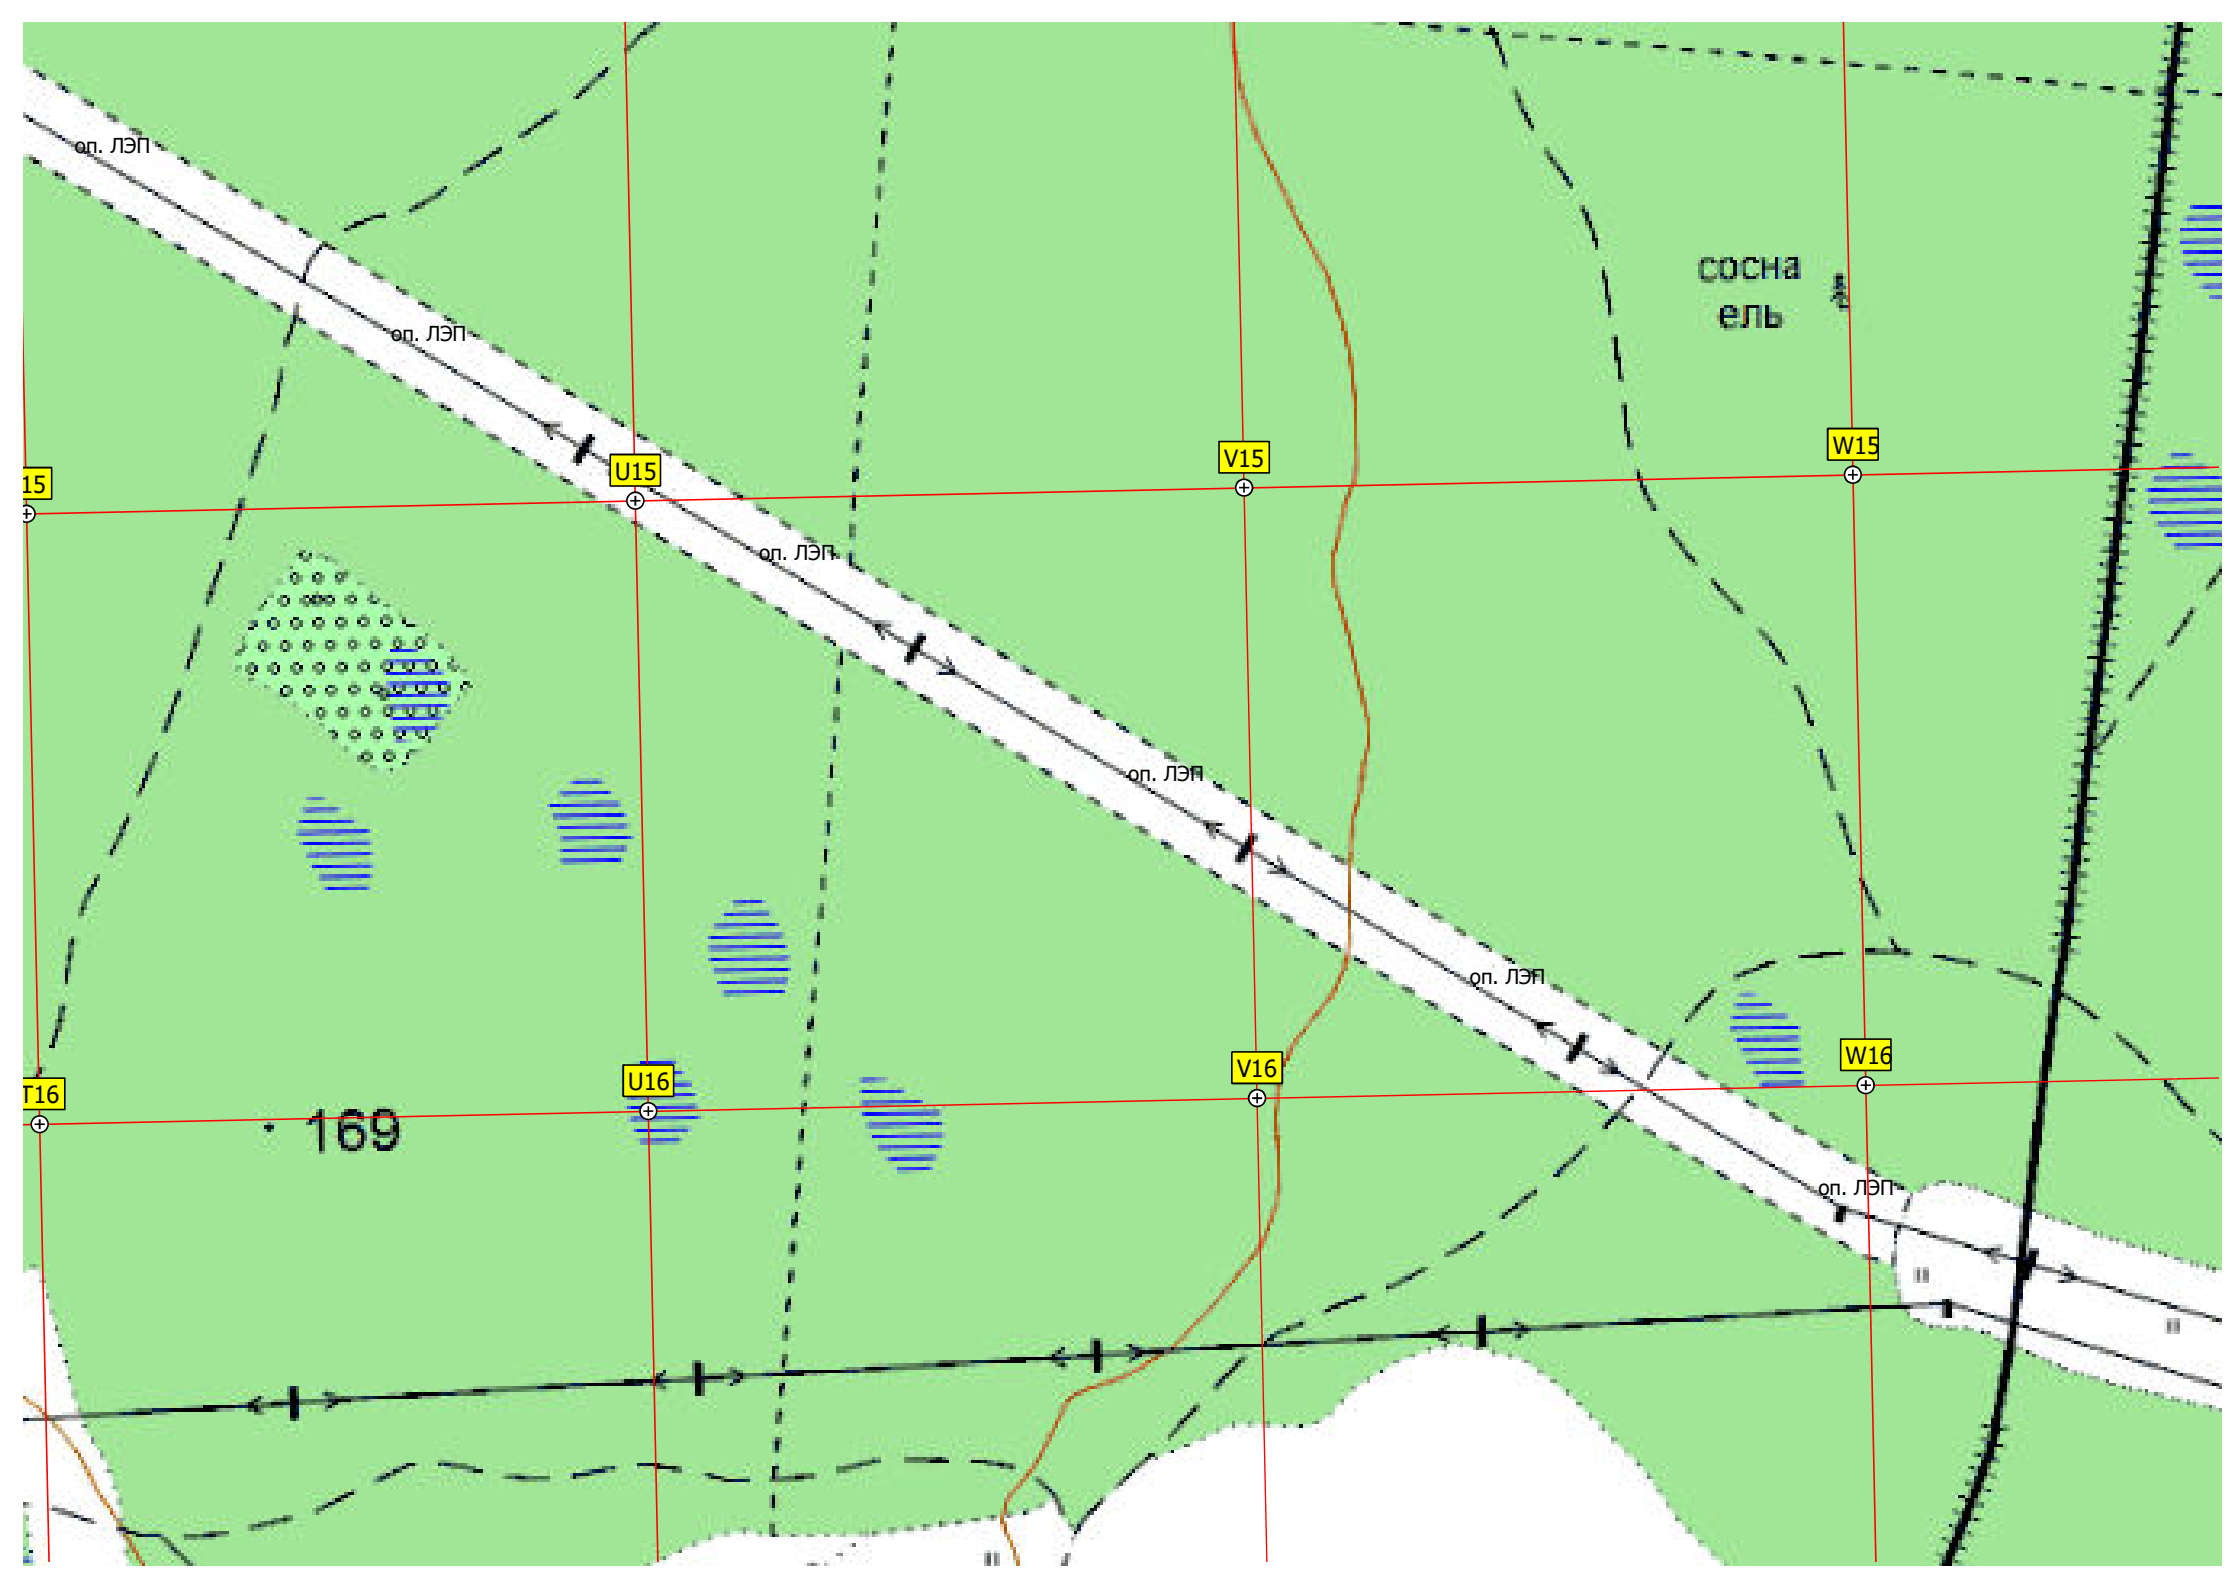 оп. ЛЭП
сосна
ель
оп. ЛЭП
W15
V15
U15
15
оп. ЛЭП
оп. ЛЭП
оп. ЛЭП
W16
V16
U16
T16
169
оп. ЛЭП